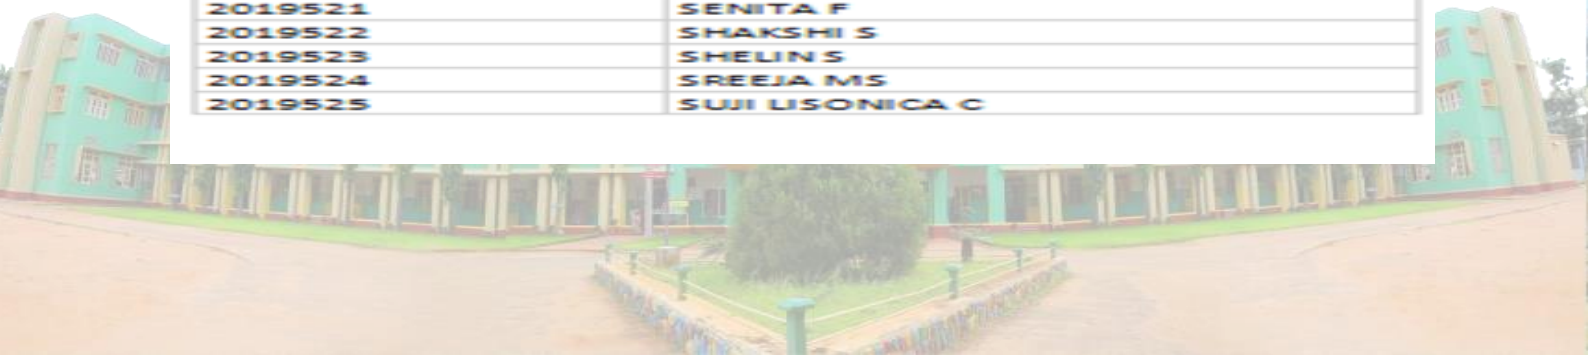 2019521 SENITA F
2019522 SHAKSHI S
2019523 SHELIN S
2019524 SREEJA MS
2019525 SUJI LISONICA C